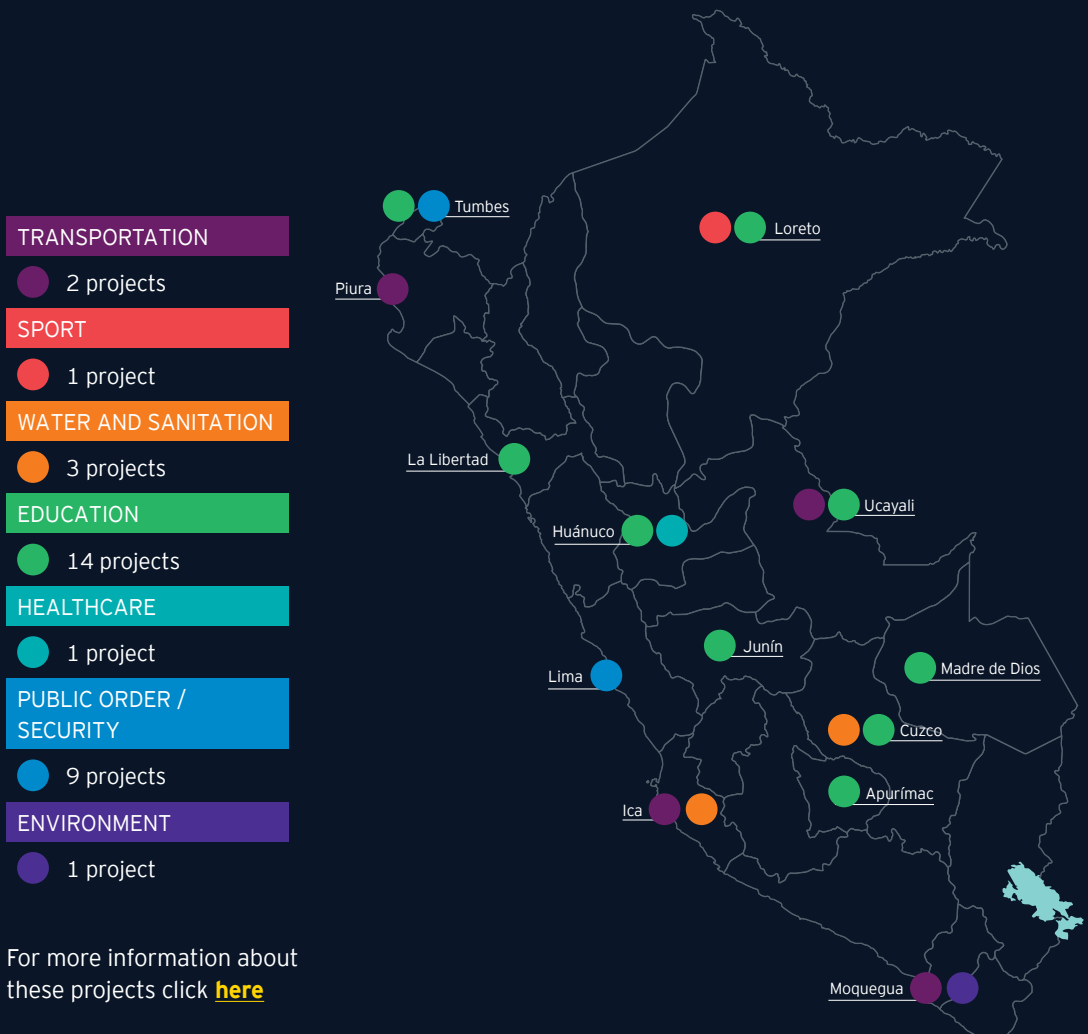 TRANSPORTATION
2 projects
SPORT
1 project
WATER AND SANITATION
3 projects
EDUCATION
14 projects
HEALTHCARE
1 project
PUBLIC ORDER /
SECURITY
9 projects
ENVIRONMENT
1 project
For more information about
these projects click here
Tumbes
Loreto
Piura
La Libertad
Ucayali
Huánuco
Junín
Madre de Dios
Lima
Cuzco
Apurímac
Ica
Moquegua